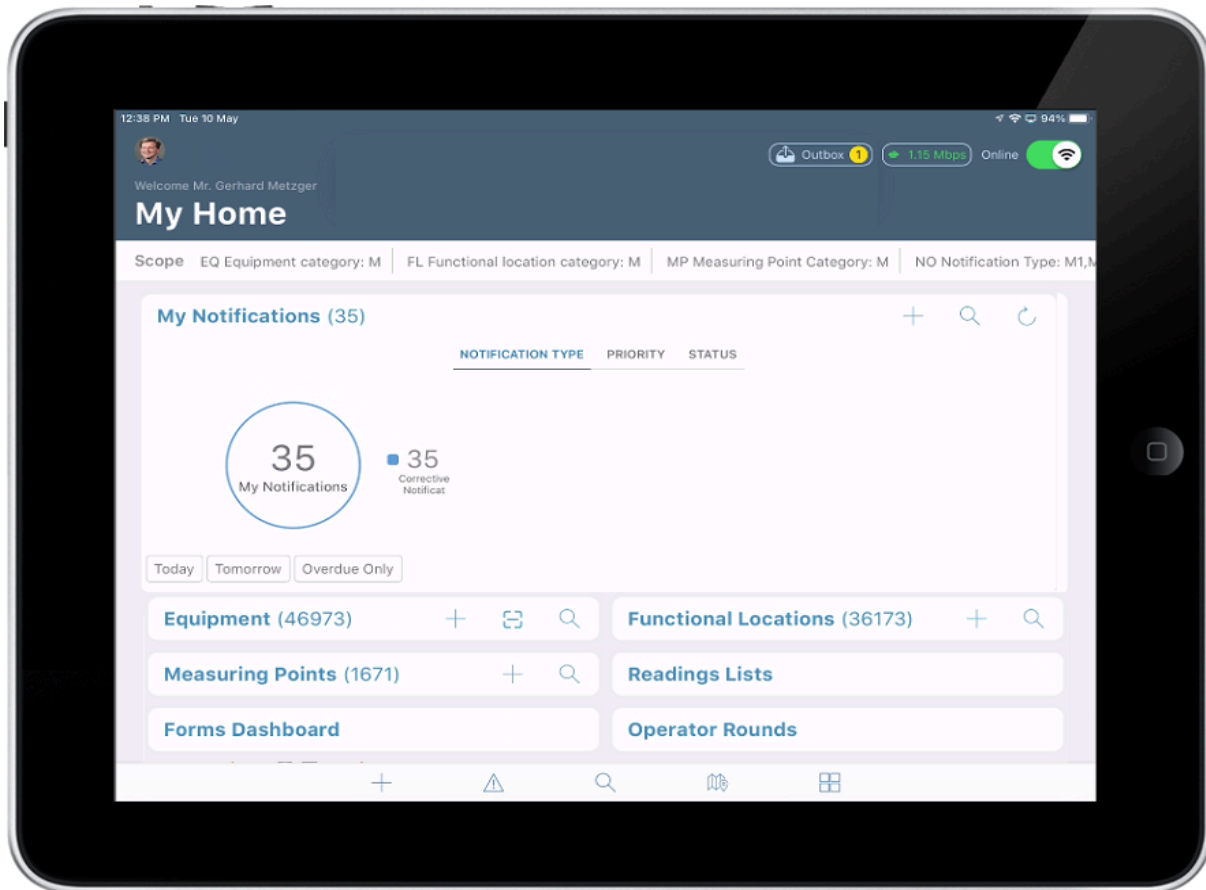 12:38 PM Tue 10 May 94%
Outbox 1 1.15 Mbps Online
Welcome Mr. Gerhard Metzger
My Home
Scope EQ Equipment category: M FL Functional location category: M MP Measuring Point Category: M NO Notification Type: M1,M
My Notifications (35)
NOTIFICATION TYPE PRIORITY STATUS
35
My Notifications
35
Corrective
Notificat
Today Tomorrow Overdue Only
Equipment (46973) Functional Locations (36173)
Measuring Points (1671) Readings Lists
Forms Dashboard Operator Rounds